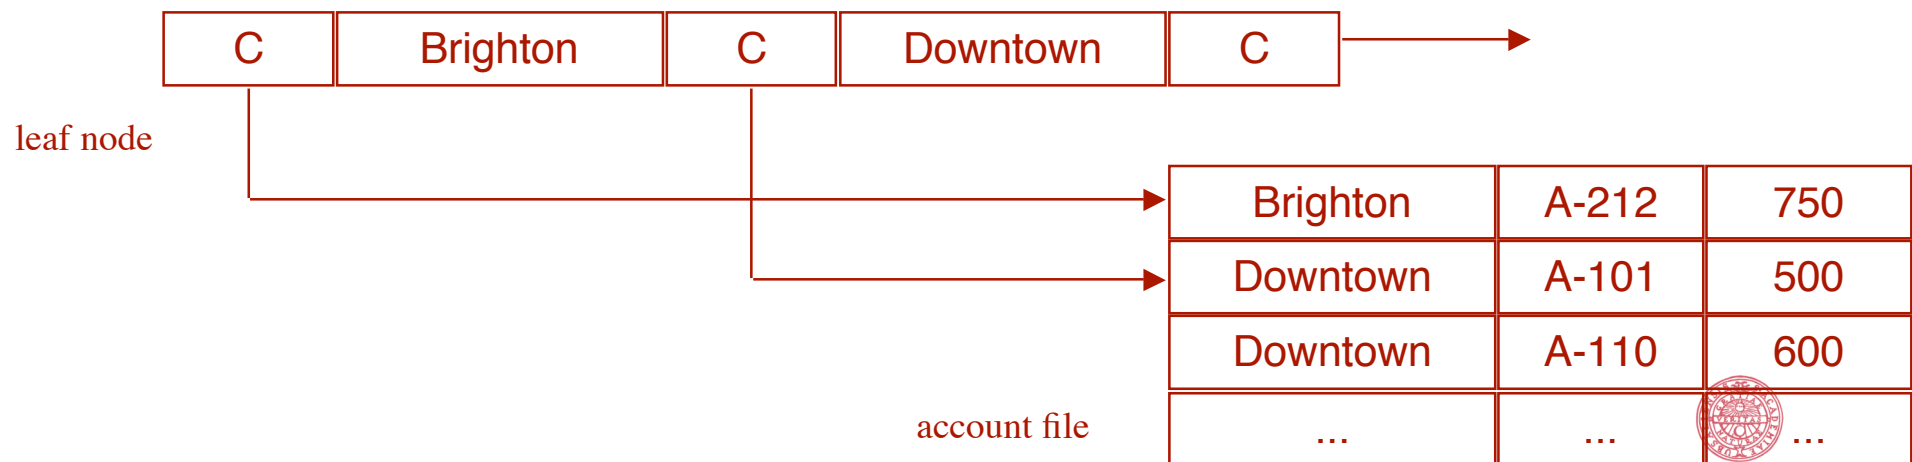 C Brighton C Downtown C
leaf node
Brighton A-212 750
Downtown A-101 500
Downtown A-110 600
account file
... ... ...